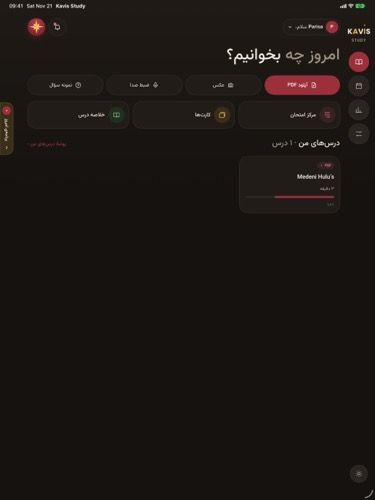 09:41 Sat Nov 21 Kavis Study
KAVIS
STUDY
سلام، Parisa
امروز چه بخوانیم؟
آپلود PDF
عکس
ضبط صدا
نمونه سؤال
مرکز امتحان
کارت‌ها
خلاصه درس
درس‌های من · ۱ درس
PDF
Medeni Hulu's